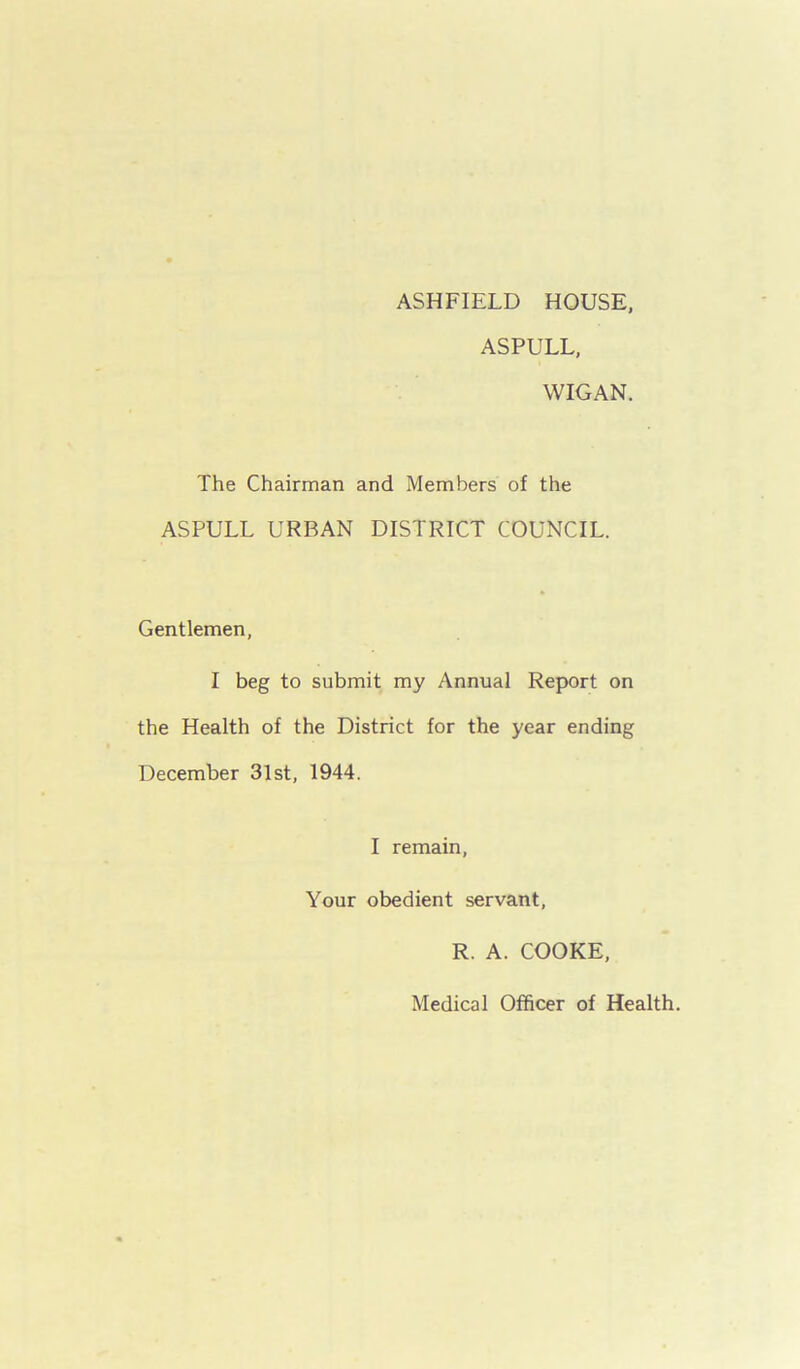 ASHFIELD HOUSE,
ASPULL,
WIGAN.
The Chairman and Members of the
ASPULL URBAN DISTRICT COUNCIL.
Gentlemen,
I beg to submit my Annual Report on
the Health of the District for the year ending
December 31st, 1944.
I remain,
Your obedient servant,
R. A. COOKE,
Medical Officer of Health.